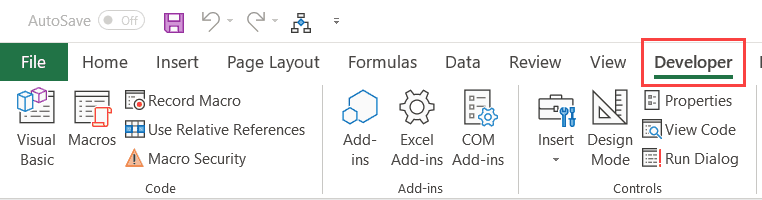 AutoSave Off
File Home Insert Page Layout Formulas Data Review View Developer
Visual Basic
Macros
Record Macro
Use Relative References
Macro Security
Code
Add-ins
Excel Add-ins
COM Add-ins
Add-ins
Insert
Design Mode
Properties
View Code
Run Dialog
Controls